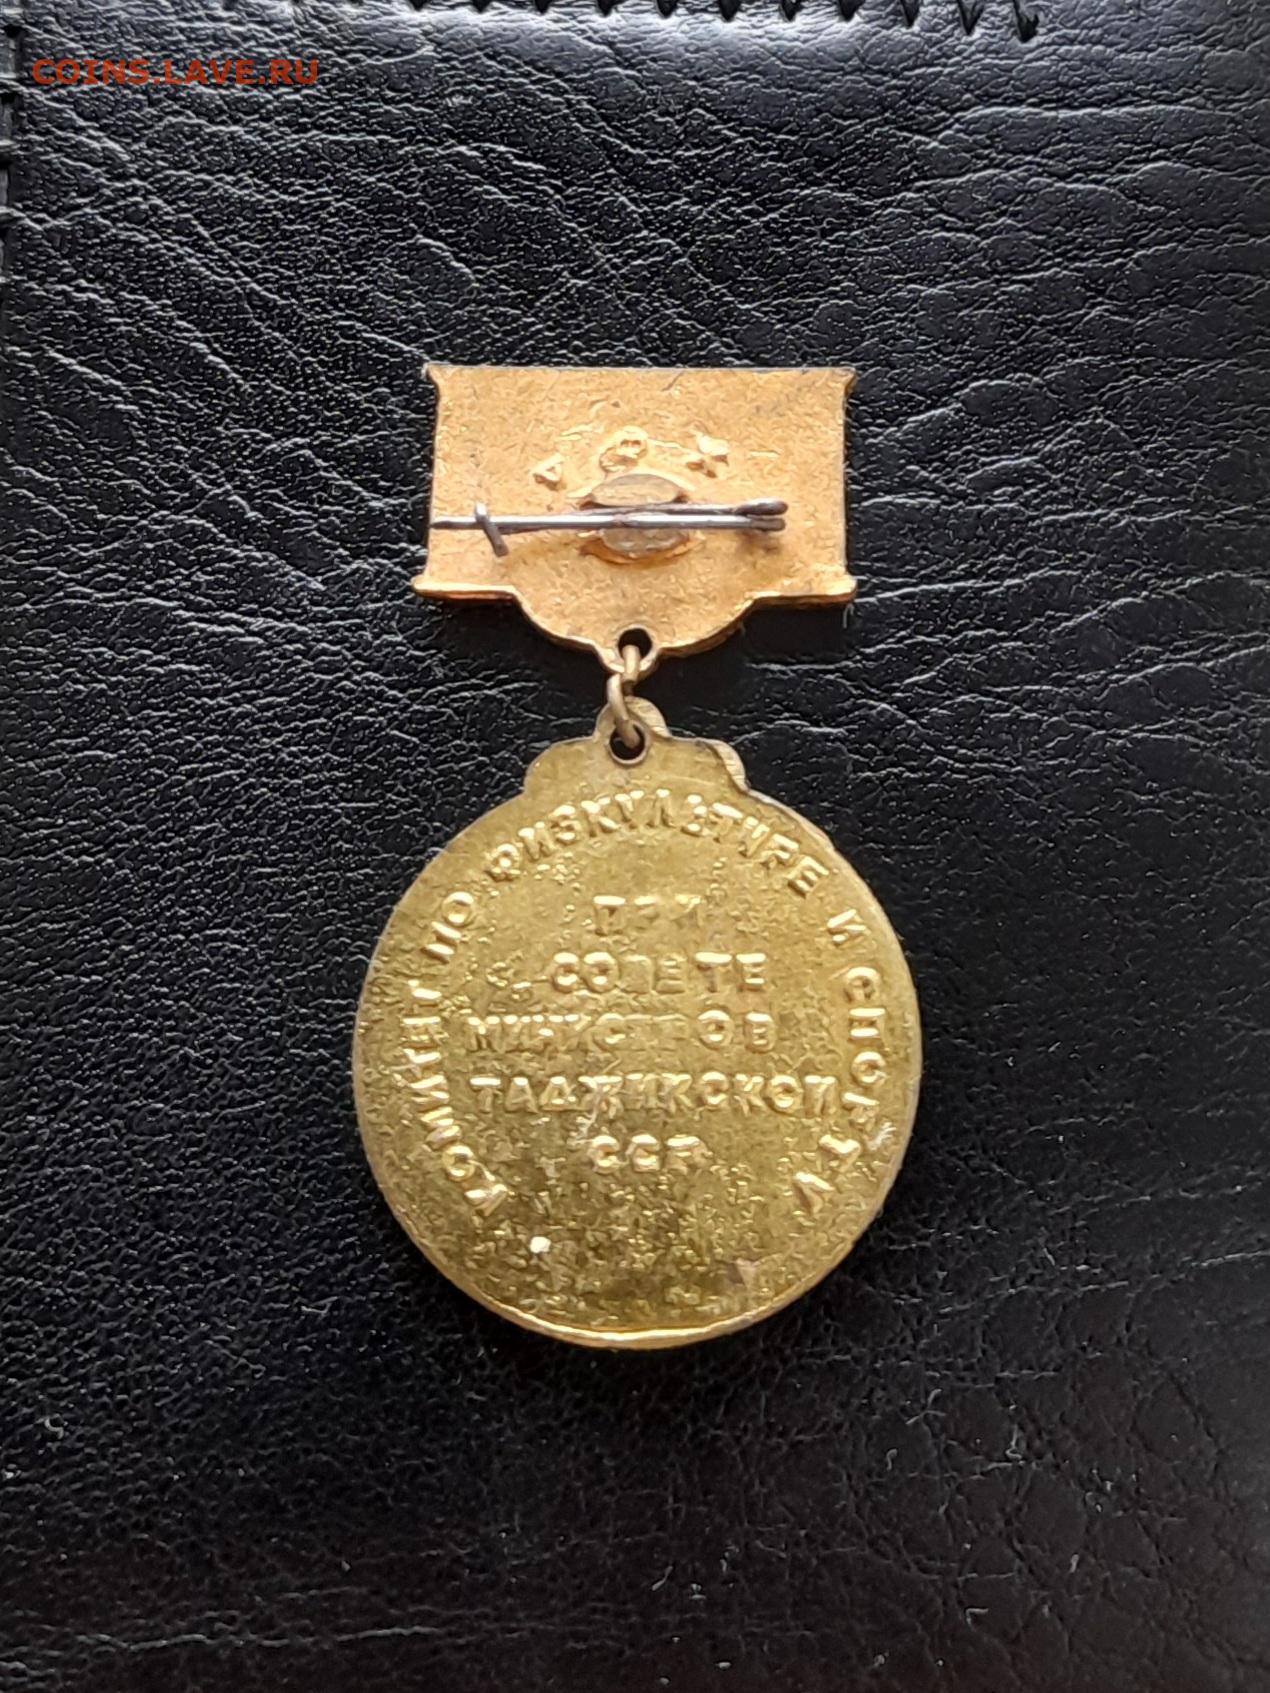 COINS.LAVE.RU
КОМИТЕТ ПО ФИЗКУЛЬТУРЕ И СПОРТУ
ПРИ
СОВЕТЕ
МИНИСТРОВ
ТАДЖИКСКОЙ
ССР